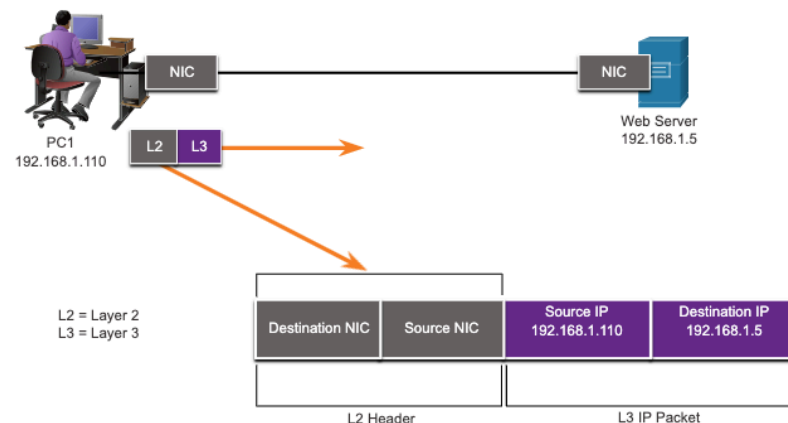 NIC
NIC
Web Server
192.168.1.5
PC1
192.168.1.110
L2 L3
L2 = Layer 2
L3 = Layer 3
Destination NIC
Source NIC
Source IP
192.168.1.110
Destination IP
192.168.1.5
L2 Header
L3 IP Packet